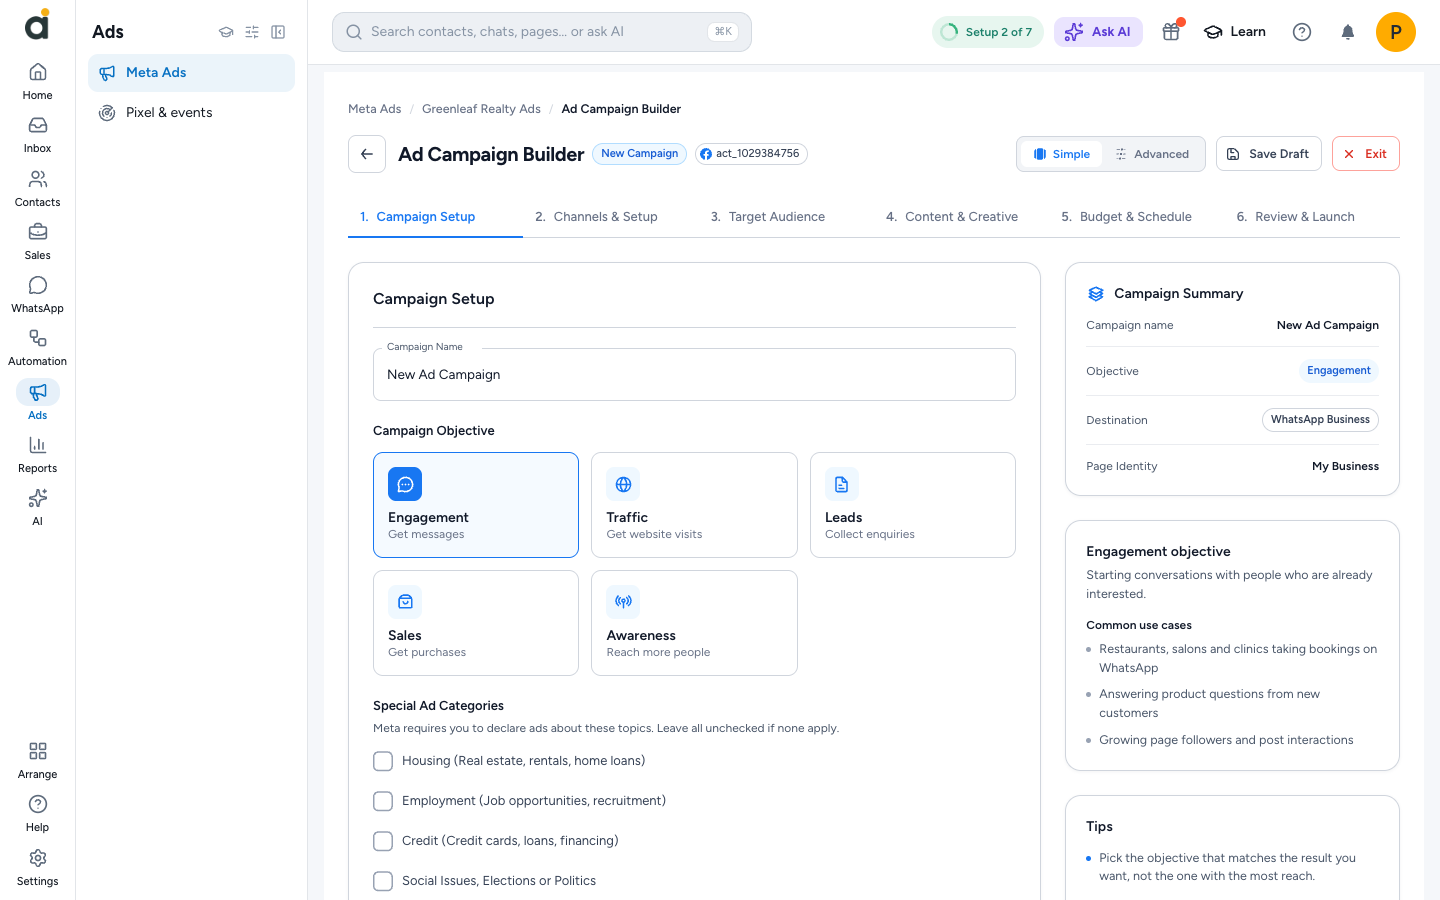 Ads
Search contacts, chats, pages... or ask AI
⌘K
Setup 2 of 7
Ask AI
Learn
P
Home
Inbox
Contacts
Sales
WhatsApp
Automation
Ads
Reports
AI
Arrange
Help
Settings
Meta Ads
Pixel & events
Meta Ads / Greenleaf Realty Ads / Ad Campaign Builder
Ad Campaign Builder
New Campaign
act_1029384756
Simple
Advanced
Save Draft
Exit
1. Campaign Setup
2. Channels & Setup
3. Target Audience
4. Content & Creative
5. Budget & Schedule
6. Review & Launch
Campaign Setup
Campaign Name
New Ad Campaign
Campaign Objective
Engagement
Get messages
Traffic
Get website visits
Leads
Collect enquiries
Sales
Get purchases
Awareness
Reach more people
Special Ad Categories
Meta requires you to declare ads about these topics. Leave all unchecked if none apply.
Housing (Real estate, rentals, home loans)
Employment (Job opportunities, recruitment)
Credit (Credit cards, loans, financing)
Social Issues, Elections or Politics
Campaign Summary
Campaign name New Ad Campaign
Objective Engagement
Destination WhatsApp Business
Page Identity My Business
Engagement objective
Starting conversations with people who are already
interested.
Common use cases
Restaurants, salons and clinics taking bookings on
WhatsApp
Answering product questions from new
customers
Growing page followers and post interactions
Tips
Pick the objective that matches the result you
want, not the one with the most reach.